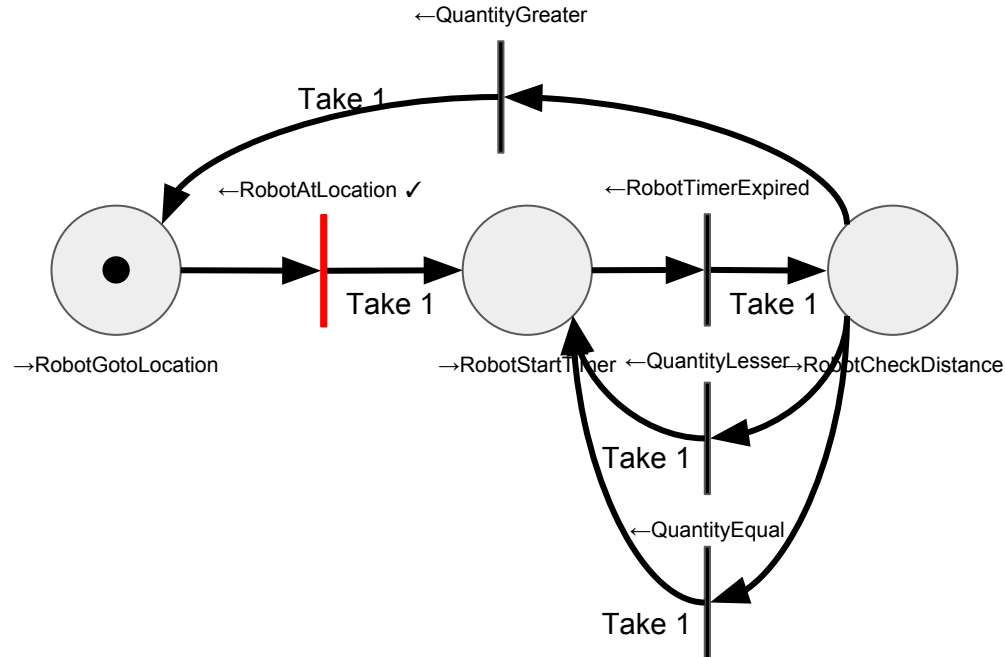 ←QuantityGreater
Take 1
←RobotAtLocation ✓
←RobotTimerExpired
Take 1
Take 1
→RobotGotoLocation
→RobotStartTimer
←QuantityLesser
→RobotCheckDistance
Take 1
←QuantityEqual
Take 1